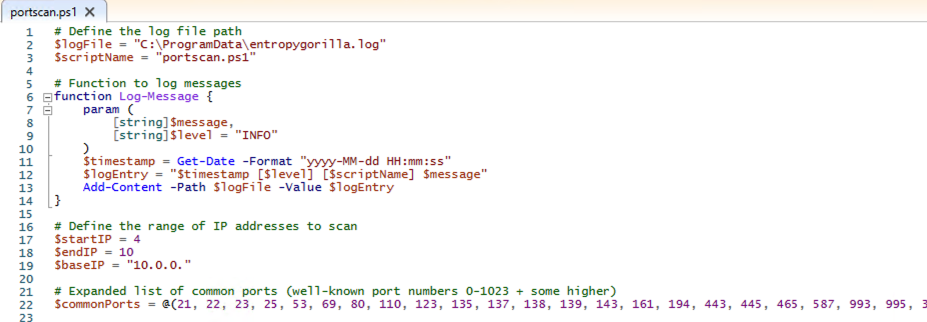 portscan.ps1
1 # Define the log file path
2 $logFile = "C:\ProgramData\entropygorilla.log"
3 $scriptName = "portscan.ps1"
4
5 # Function to log messages
6 function Log-Message {
7 param (
8 [string]$message,
9 [string]$level = "INFO"
10 )
11 $timestamp = Get-Date -Format "yyyy-MM-dd HH:mm:ss"
12 $logEntry = "$timestamp [$level] [$scriptName] $message"
13 Add-Content -Path $logFile -Value $logEntry
14 }
15
16 # Define the range of IP addresses to scan
17 $startIP = 4
18 $endIP = 10
19 $baseIP = "10.0.0."
20
21 # Expanded list of common ports (well-known port numbers 0-1023 + some higher)
22 $commonPorts = @(21, 22, 23, 25, 53, 69, 80, 110, 123, 135, 137, 138, 139, 143, 161, 194, 443, 445, 465, 587, 993, 995, 3
23